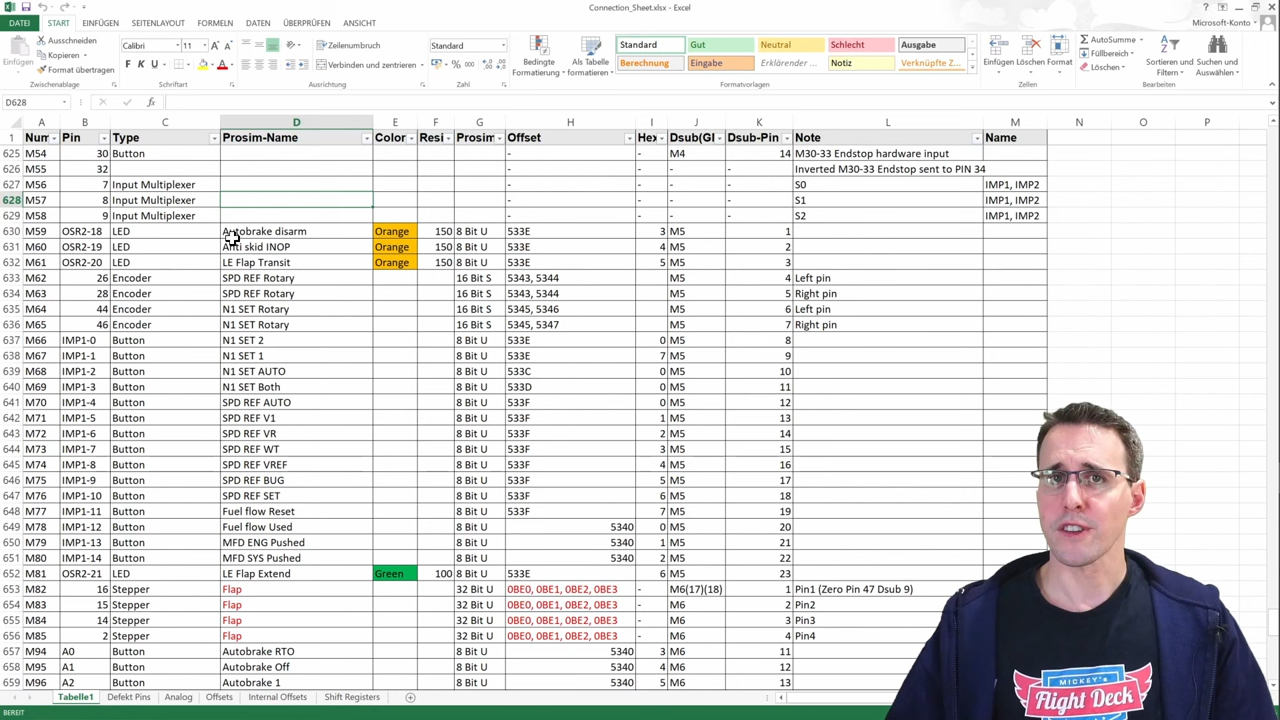 Connection_Sheet.xlsx - Excel
DATEI START EINFÜGEN SEITENLAYOUT FORMELN DATEN ÜBERPRÜFEN ANSICHT Microsoft-Konto
Einfügen Ausschneiden Kopieren Format übertragen Zwischenablage
Calibri 11 F K U Schriftart
Zeilenumbruch Verbinden und zentrieren Ausrichtung
Standard % 000 Zahl
Bedingte Formatierung Als Tabelle formatieren
Standard Gut Neutral Schlecht Ausgabe
Berechnung Eingabe Erklärender ... Notiz Verknüpfte Z...
Formatvorlagen
Einfügen Löschen Format Zellen
AutoSumme Füllbereich Löschen Sortieren und Filtern Suchen und Auswählen Bearbeiten
D628 fx
A B C D E F G H I J K L M N O P
1 Num Pin Type Prosim-Name Color Resi Prosim Offset Hex Dsub(Gl Dsub-Pin Note Name
625 M54 30 Button - - M4 14 M30-33 Endstop hardware input
626 M55 32 - - - - Inverted M30-33 Endstop sent to PIN 34
627 M56 7 Input Multiplexer - - - - S0 IMP1, IMP2
628 M57 8 Input Multiplexer - - - - S1 IMP1, IMP2
629 M58 9 Input Multiplexer - - - - S2 IMP1, IMP2
630 M59 OSR2-18 LED Autobrake disarm Orange 150 8 Bit U 533E 3 M5 1
631 M60 OSR2-19 LED Anti skid INOP Orange 150 8 Bit U 533E 4 M5 2
632 M61 OSR2-20 LED LE Flap Transit Orange 150 8 Bit U 533E 5 M5 3
633 M62 26 Encoder SPD REF Rotary 16 Bit S 5343, 5344 M5 4 Left pin
634 M63 28 Encoder SPD REF Rotary 16 Bit S 5343, 5344 M5 5 Right pin
635 M64 44 Encoder N1 SET Rotary 16 Bit S 5345, 5346 M5 6 Left pin
636 M65 46 Encoder N1 SET Rotary 16 Bit S 5345, 5347 M5 7 Right pin
637 M66 IMP1-0 Button N1 SET 2 8 Bit U 533E 0 M5 8
638 M67 IMP1-1 Button N1 SET 1 8 Bit U 533E 7 M5 9
639 M68 IMP1-2 Button N1 SET AUTO 8 Bit U 533C 0 M5 10
640 M69 IMP1-3 Button N1 SET Both 8 Bit U 533D 0 M5 11
641 M70 IMP1-4 Button SPD REF AUTO 8 Bit U 533F 0 M5 12
642 M71 IMP1-5 Button SPD REF V1 8 Bit U 533F 1 M5 13
643 M72 IMP1-6 Button SPD REF VR 8 Bit U 533F 2 M5 14
644 M73 IMP1-7 Button SPD REF WT 8 Bit U 533F 3 M5 15
645 M74 IMP1-8 Button SPD REF VREF 8 Bit U 533F 4 M5 16
646 M75 IMP1-9 Button SPD REF BUG 8 Bit U 533F 5 M5 17
647 M76 IMP1-10 Button SPD REF SET 8 Bit U 533F 6 M5 18
648 M77 IMP1-11 Button Fuel flow Reset 8 Bit U 533F 7 M5 19
649 M78 IMP1-12 Button Fuel flow Used 8 Bit U 5340 0 M5 20
650 M79 IMP1-13 Button MFD ENG Pushed 8 Bit U 5340 1 M5 21
651 M80 IMP1-14 Button MFD SYS Pushed 8 Bit U 5340 2 M5 22
652 M81 OSR2-21 LED LE Flap Extend Green 100 8 Bit U 533E 6 M5 23
653 M82 16 Stepper Flap 32 Bit U 0BE0, 0BE1, 0BE2, 0BE3 - M6(17)(18) 1 Pin1 (Zero Pin 47 Dsub 9)
654 M83 15 Stepper Flap 32 Bit U 0BE0, 0BE1, 0BE2, 0BE3 - M6 2 Pin2
655 M84 14 Stepper Flap 32 Bit U 0BE0, 0BE1, 0BE2, 0BE3 - M6 3 Pin3
656 M85 2 Stepper Flap 32 Bit U 0BE0, 0BE1, 0BE2, 0BE3 - M6 4 Pin4
657 M94 A0 Button Autobrake RTO 8 Bit U 5340 3 M6 11
658 M95 A1 Button Autobrake Off 8 Bit U 5340 4 M6 12
659 M96 A2 Button Autobrake 1 8 Bit U 5340 5 M6 13
Tabelle1 Defekt Pins Analog Offsets Internal Offsets Shift Registers
BEREIT
MICKEY's
Flight Deck